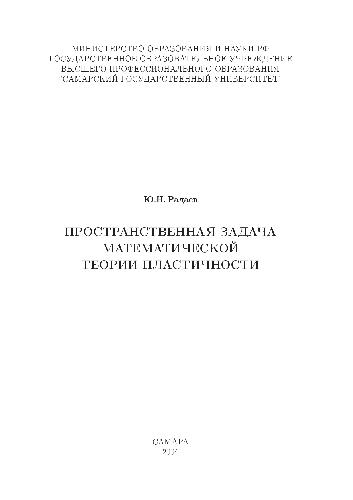 МИНИСТЕРСТВО ОБРАЗОВАНИЯ И НАУКИ РФ
ГОСУДАРСТВЕННОЕ ОБРАЗОВАТЕЛЬНОЕ УЧРЕЖДЕНИЕ
ВЫСШЕГО ПРОФЕССИОНАЛЬНОГО ОБРАЗОВАНИЯ
САМАРСКИЙ ГОСУДАРСТВЕННЫЙ УНИВЕРСИТЕТ
Ю.Н. Радаев
ПРОСТРАНСТВЕННАЯ ЗАДАЧА
МАТЕМАТИЧЕСКОЙ
ТЕОРИИ ПЛАСТИЧНОСТИ
САМАРА